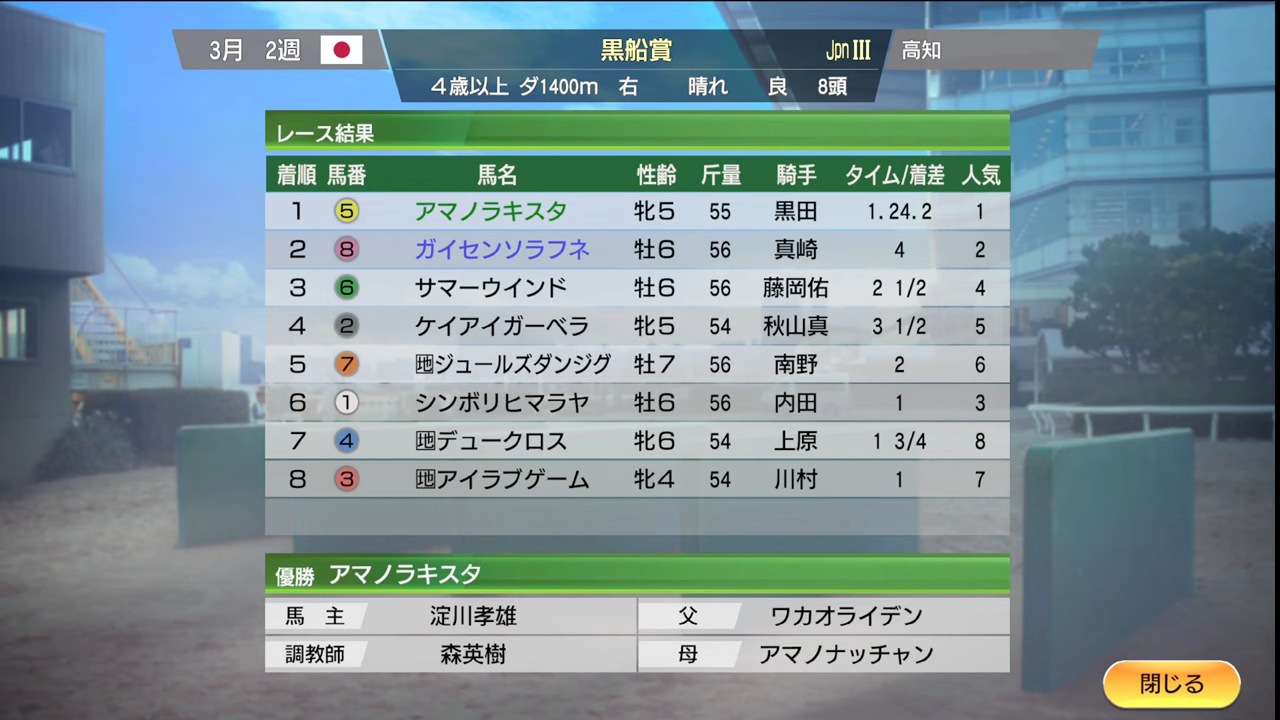 3月 2週 黒船賞 JpnIII 高知
4歳以上 ダ1400m 右 晴れ 良 8頭
レース結果
着順 馬番 馬名 性齢 斤量 騎手 タイム/着差 人気
1 5 アマノラキスタ 牝5 55 黒田 1.24.2 1
2 8 ガイセンソラフネ 牡6 56 真崎 4 2
3 6 サマーウインド 牡6 56 藤岡佑 2 1/2 4
4 2 ケイアイガーベラ 牝5 54 秋山真 3 1/2 5
5 7 地ジュールズダンジグ 牡7 56 南野 2 6
6 1 シンボリヒマラヤ 牡6 56 内田 1 3
7 4 地デュークロス 牝6 54 上原 1 3/4 8
8 3 地アイラブゲーム 牝4 54 川村 1 7
優勝 アマノラキスタ
馬主 淀川孝雄 父 ワカオライデン
調教師 森英樹 母 アマノナッチャン
閉じる